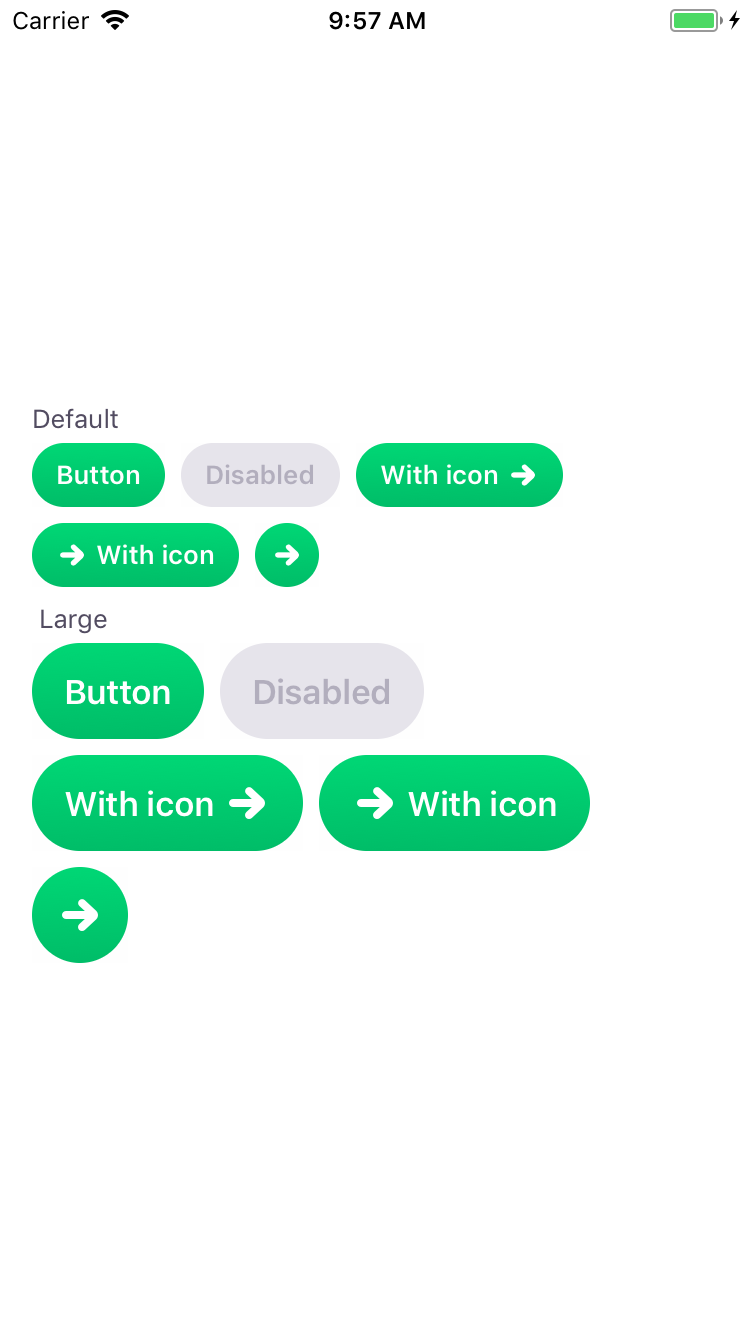 Carrier 9:57 AM
Default
Button Disabled With icon
With icon
Large
Button Disabled
With icon With icon